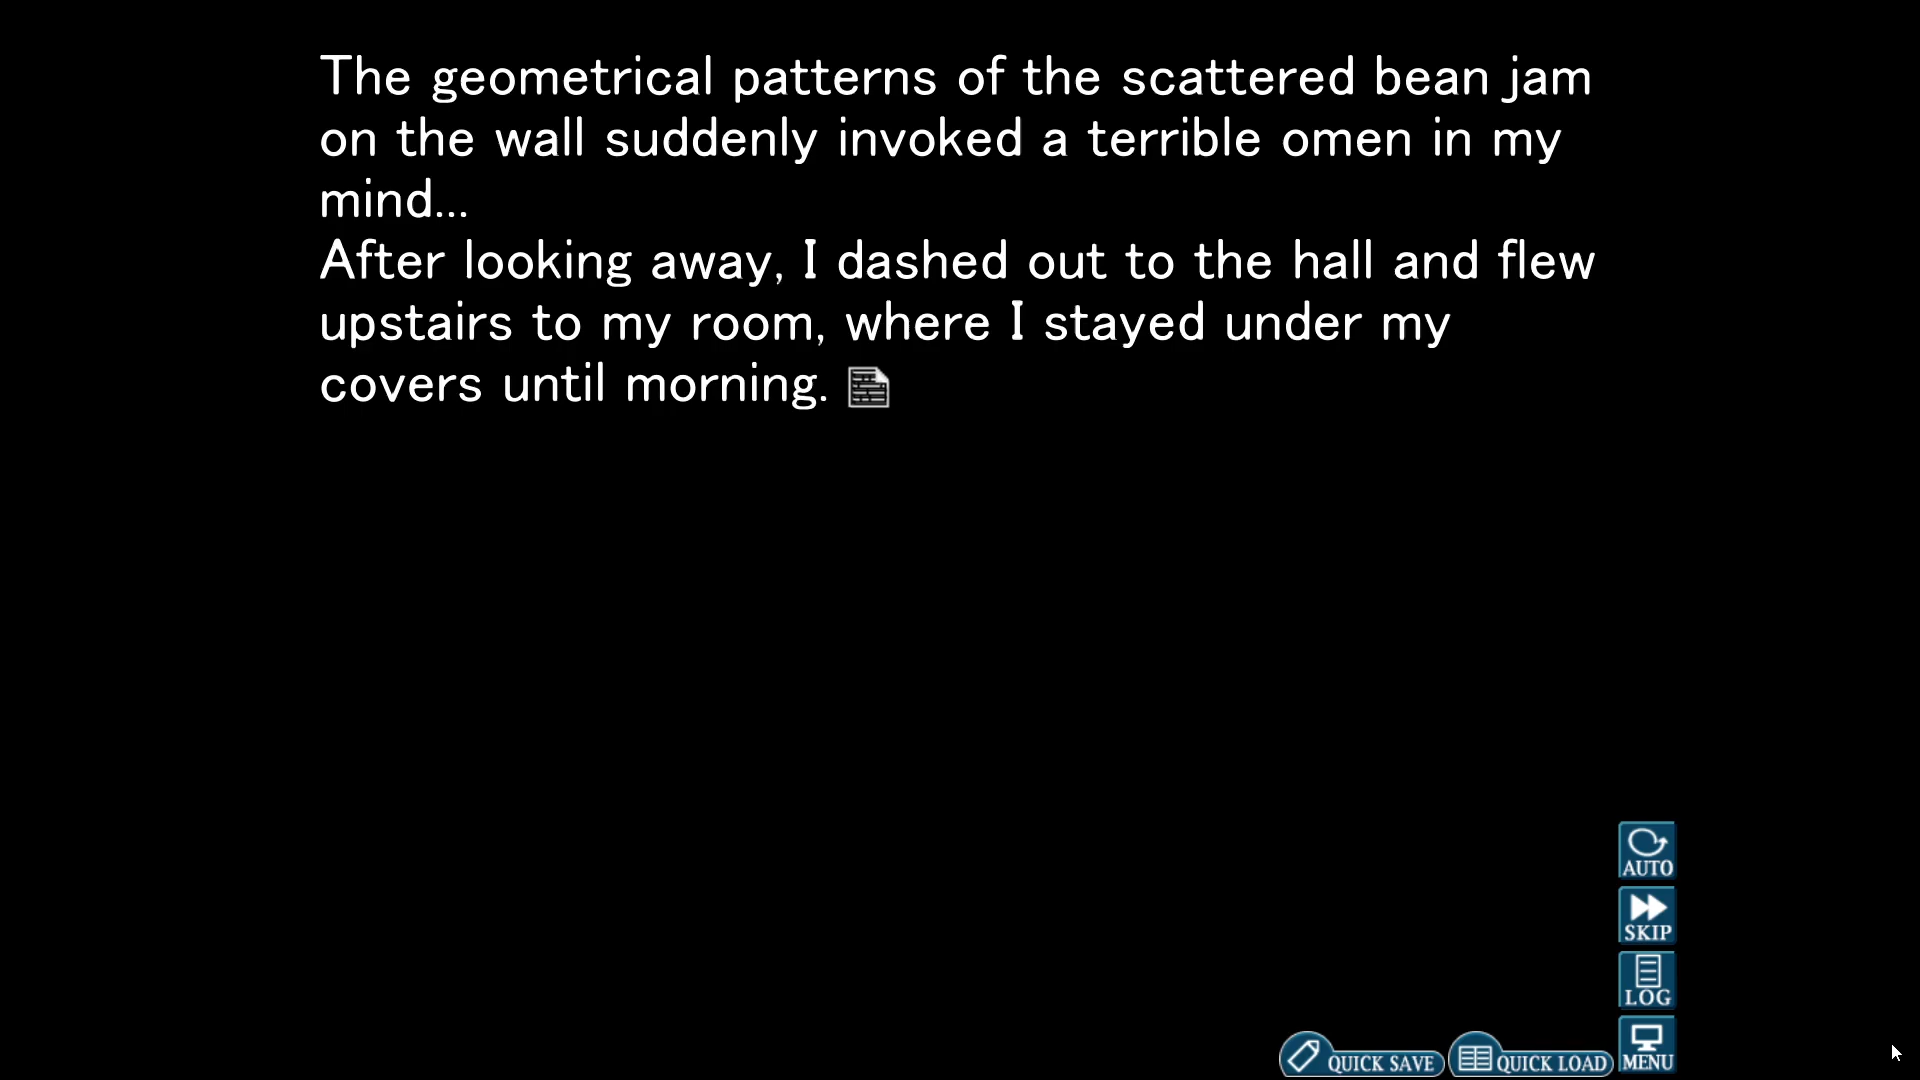 The geometrical patterns of the scattered bean jam
on the wall suddenly invoked a terrible omen in my
mind...
After looking away, I dashed out to the hall and flew
upstairs to my room, where I stayed under my
covers until morning.
AUTO
SKIP
LOG
QUICK SAVE
QUICK LOAD
MENU